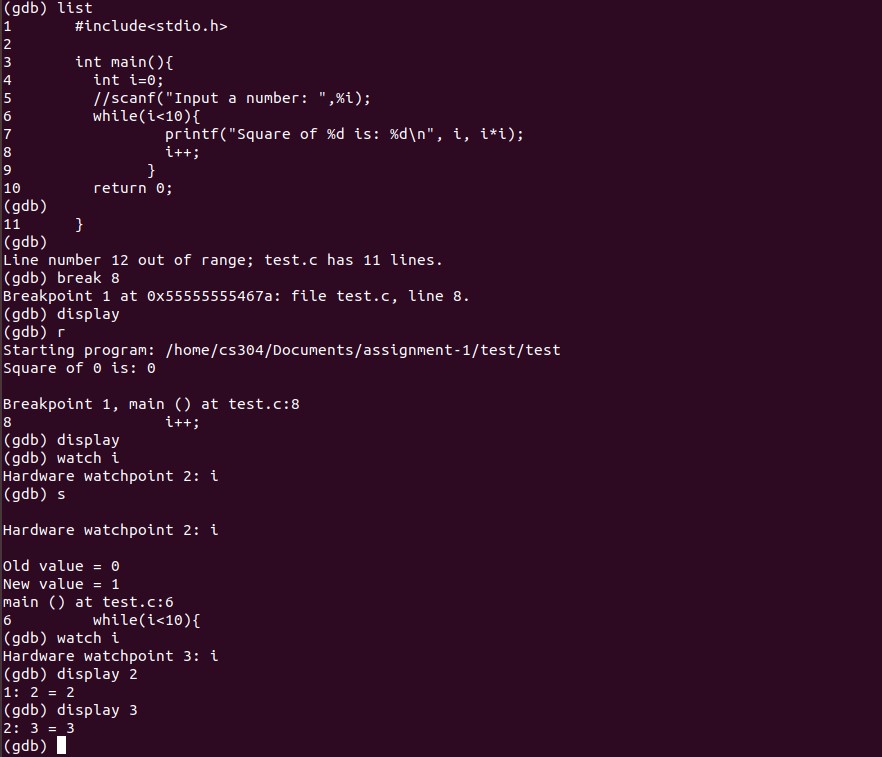 (gdb) list
1       #include<stdio.h>
2
3       int main(){
4         int i=0;
5         //scanf("Input a number: ",%i);
6         while(i<10){
7                 printf("Square of %d is: %d\n", i, i*i);
8                 i++;
9               }
10        return 0;
(gdb)
11      }
(gdb)
Line number 12 out of range; test.c has 11 lines.
(gdb) break 8
Breakpoint 1 at 0x55555555467a: file test.c, line 8.
(gdb) display
(gdb) r
Starting program: /home/cs304/Documents/assignment-1/test/test
Square of 0 is: 0

Breakpoint 1, main () at test.c:8
8                 i++;
(gdb) display
(gdb) watch i
Hardware watchpoint 2: i
(gdb) s

Hardware watchpoint 2: i

Old value = 0
New value = 1
main () at test.c:6
6         while(i<10){
(gdb) watch i
Hardware watchpoint 3: i
(gdb) display 2
1: 2 = 2
(gdb) display 3
2: 3 = 3
(gdb)